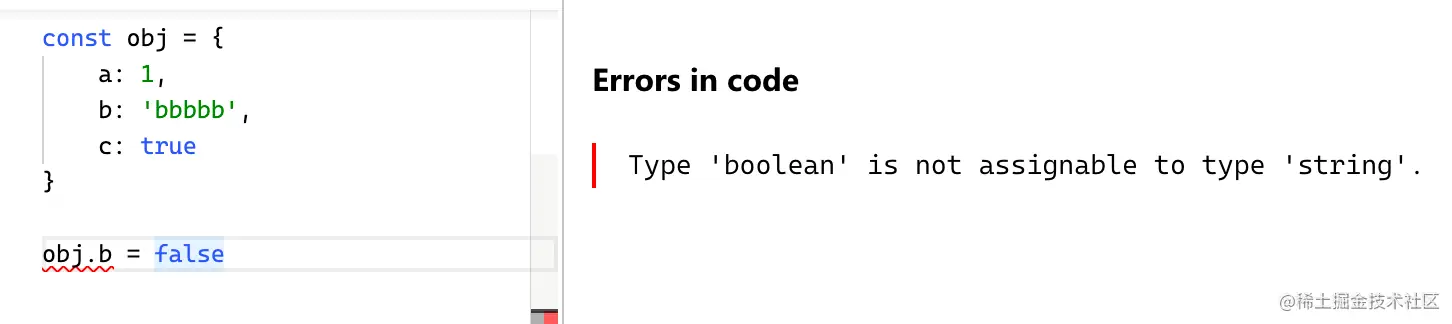 const obj = {
    a: 1,
    b: 'bbbbb',
    c: true
}
obj.b = false
Errors in code
Type 'boolean' is not assignable to type 'string'.
@稀土掘金技术社区